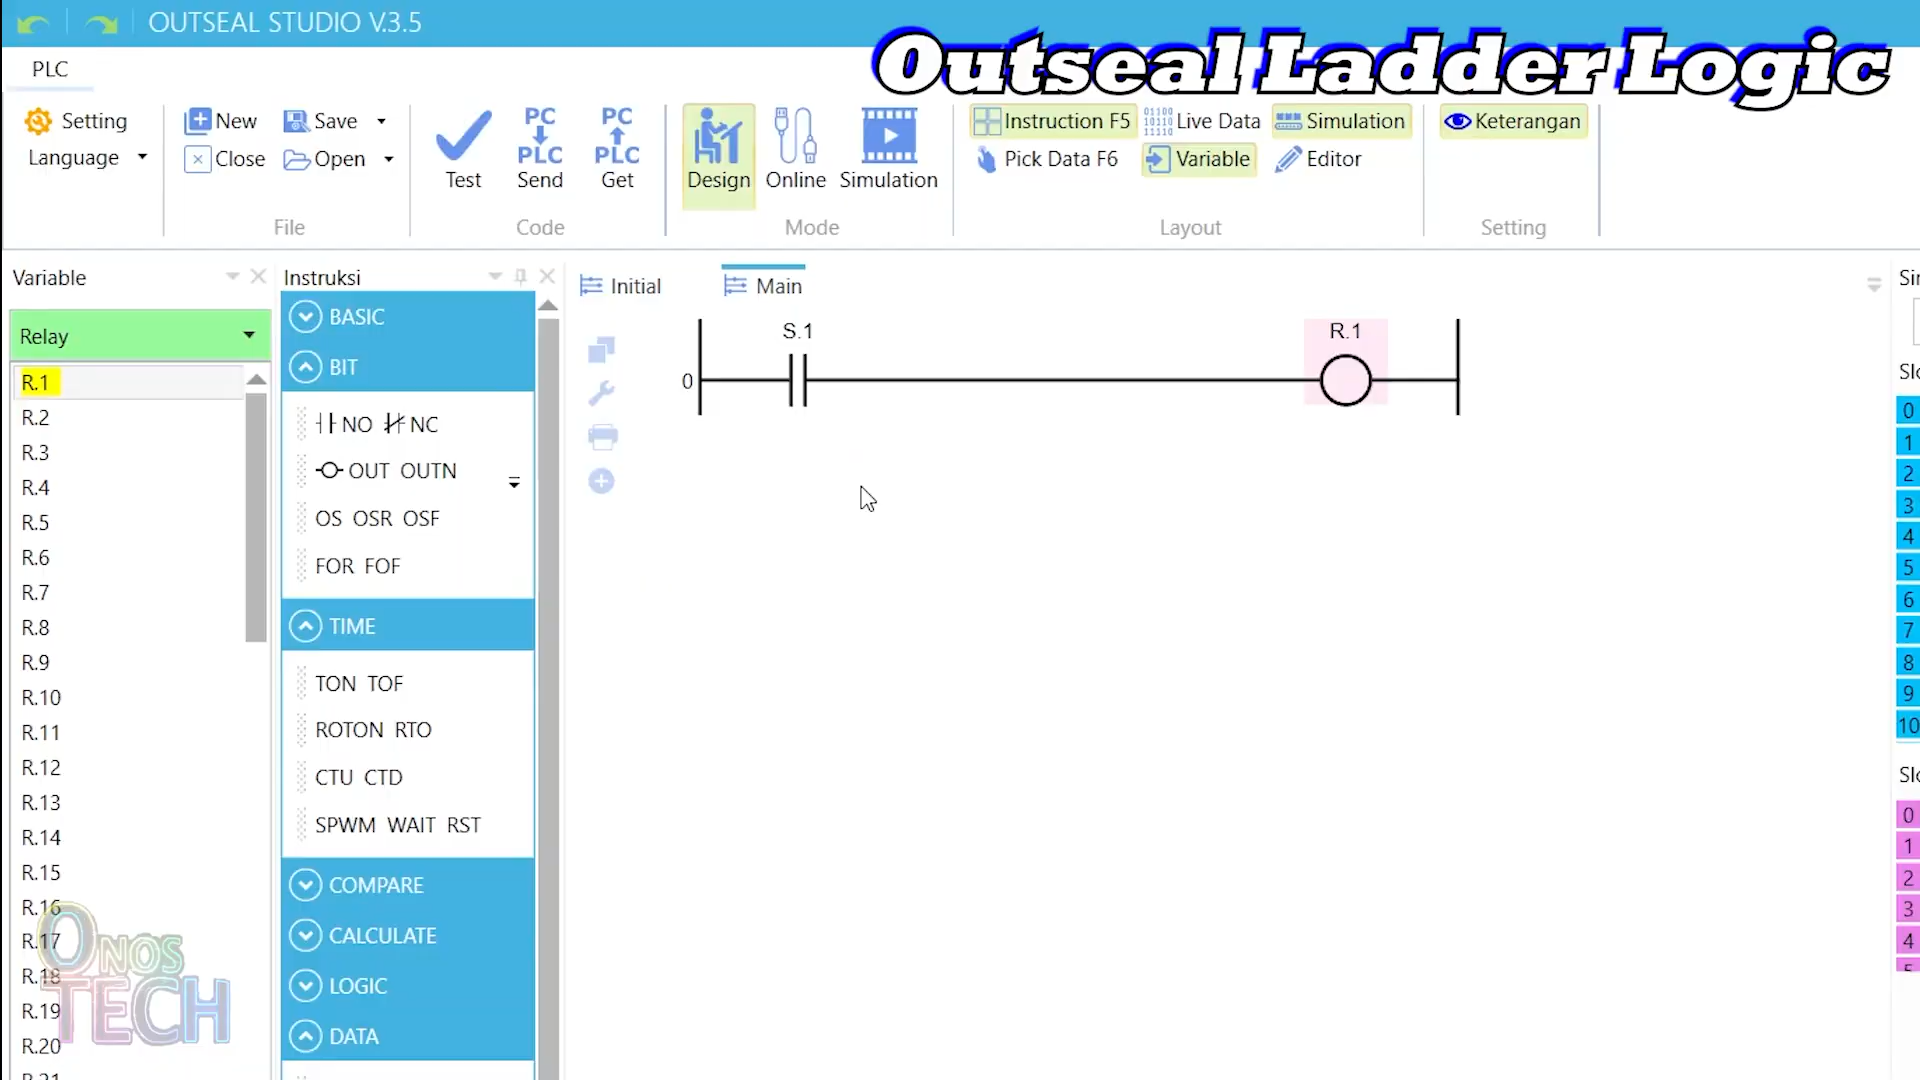 OUTSEAL STUDIO V.3.5
Outseal Ladder Logic
PLC
Setting
Language
New
Save
Close
Open
File
Test
PC
PLC
Send
PC
PLC
Get
Code
Design
Online
Simulation
Mode
Instruction F5
Live Data
Simulation
Pick Data F6
Variable
Editor
Layout
Keterangan
Setting
Variable
Relay
R.1
R.2
R.3
R.4
R.5
R.6
R.7
R.8
R.9
R.10
R.11
R.12
R.13
R.14
R.15
R.16
R.17
R.18
R.19
R.20
Instruksi
BASIC
BIT
NO NC
OUT OUTN
OS OSR OSF
FOR FOF
TIME
TON TOF
ROTON RTO
CTU CTD
SPWM WAIT RST
COMPARE
CALCULATE
LOGIC
DATA
Initial
Main
S.1
R.1
0
0
1
2
3
4
5
6
7
8
9
10
0
1
2
3
4
ONOS
TECH